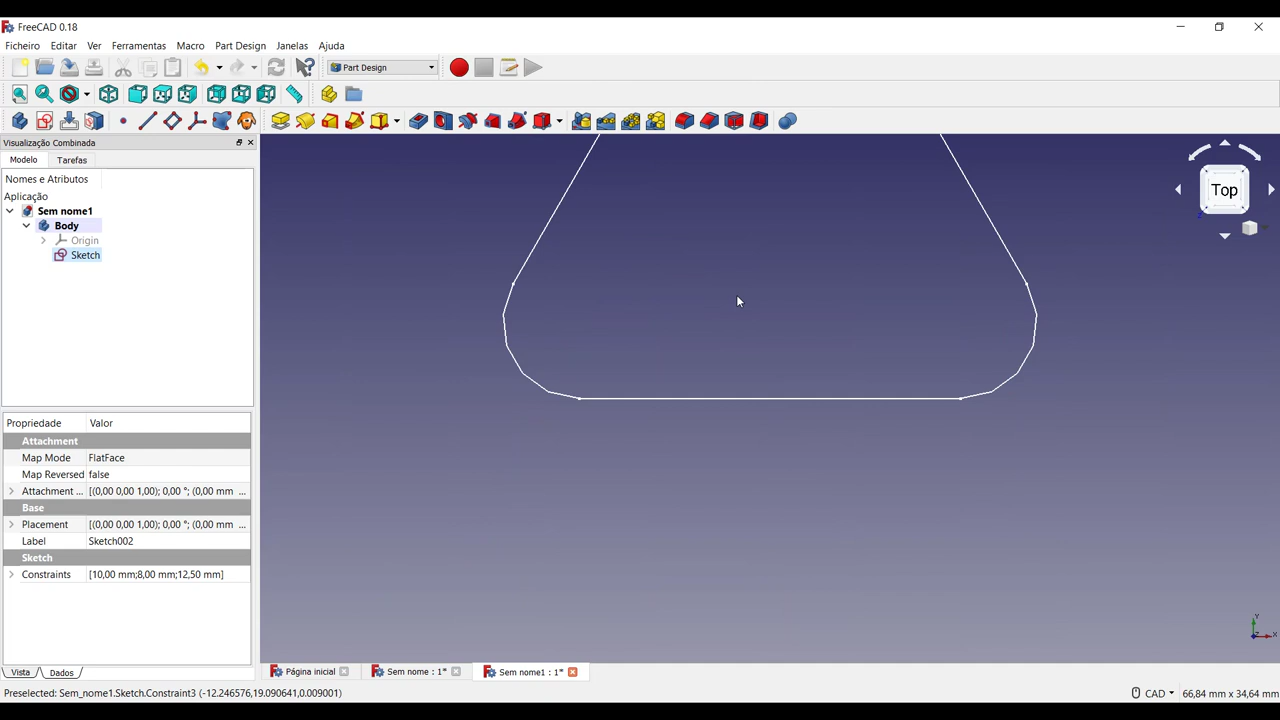 FreeCAD 0.18
Ficheiro Editar Ver Ferramentas Macro Part Design Janelas Ajuda
Part Design
Visualização Combinada
Modelo Tarefas
Nomes e Atributos
Aplicação
Sem nome1
Body
Origin
Sketch
Top
Z
Propriedade Valor
Attachment
Map Mode FlatFace
Map Reversed false
Attachment ... [(0,00 0,00 1,00); 0,00 °; (0,00 mm ...
Base
Placement [(0,00 0,00 1,00); 0,00 °; (0,00 mm ...
Label Sketch002
Sketch
Constraints [10,00 mm;8,00 mm;12,50 mm]
Y
Z X
Vista Dados
Página inicial Sem nome : 1* Sem nome1 : 1*
Preselected: Sem_nome1.Sketch.Constraint3 (-12.246576,19.090641,0.009001)
CAD 66,84 mm x 34,64 mm